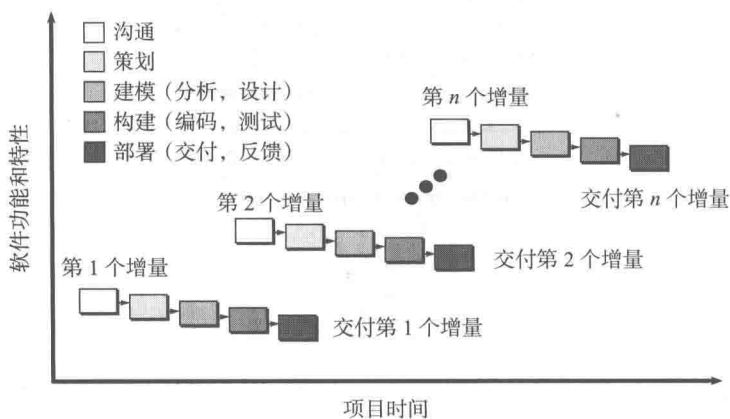 沟通
策划
建模（分析，设计）
构建（编码，测试）
部署（交付，反馈）
第 n 个增量
交付第 n 个增量
第 2 个增量
交付第 2 个增量
第 1 个增量
交付第 1 个增量
软件功能和特性
项目时间